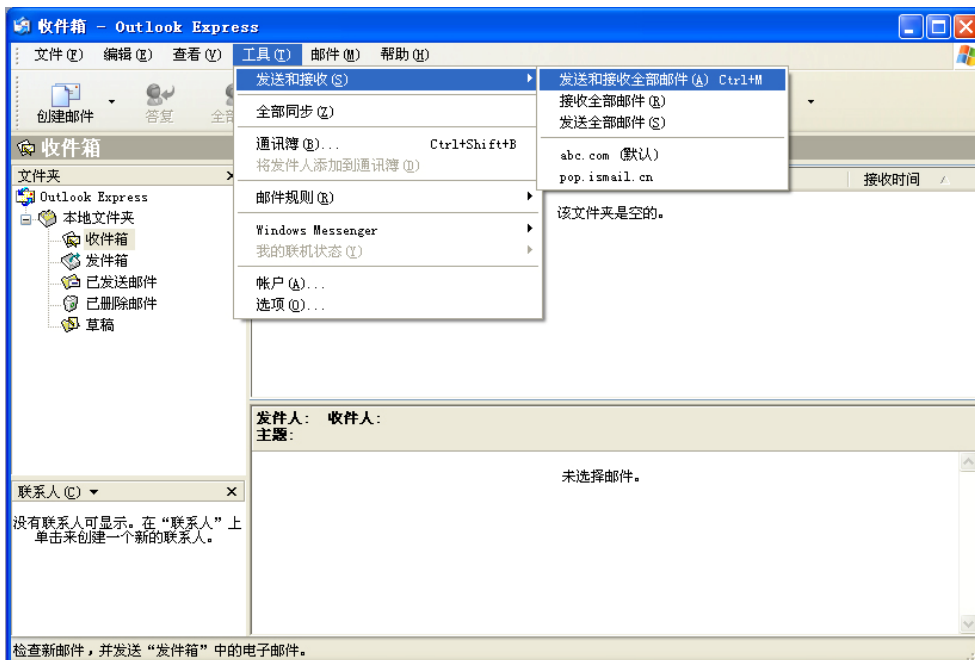 收件箱 - Outlook Express
文件(F) 编辑(E) 查看(V) 工具(T) 邮件(M) 帮助(H)
发送和接收(S)
全部同步(Z)
通讯簿(B)... Ctrl+Shift+B
将发件人添加到通讯簿(D)
邮件规则(R)
Windows Messenger
我的联机状态(Y)
帐户(A)...
选项(O)...
发送和接收全部邮件(A) Ctrl+M
接收全部邮件(R)
发送全部邮件(S)
abc.com (默认)
pop.ismail.cn
创建邮件 答复 全部
收件箱
文件夹
Outlook Express
本地文件夹
收件箱
发件箱
已发送邮件
已删除邮件
草稿
接收时间
该文件夹是空的。
发件人: 收件人:
主题:
未选择邮件。
联系人(C)
没有联系人可显示。在“联系人”上
单击来创建一个新的联系人。
检查新邮件，并发送“发件箱”中的电子邮件。